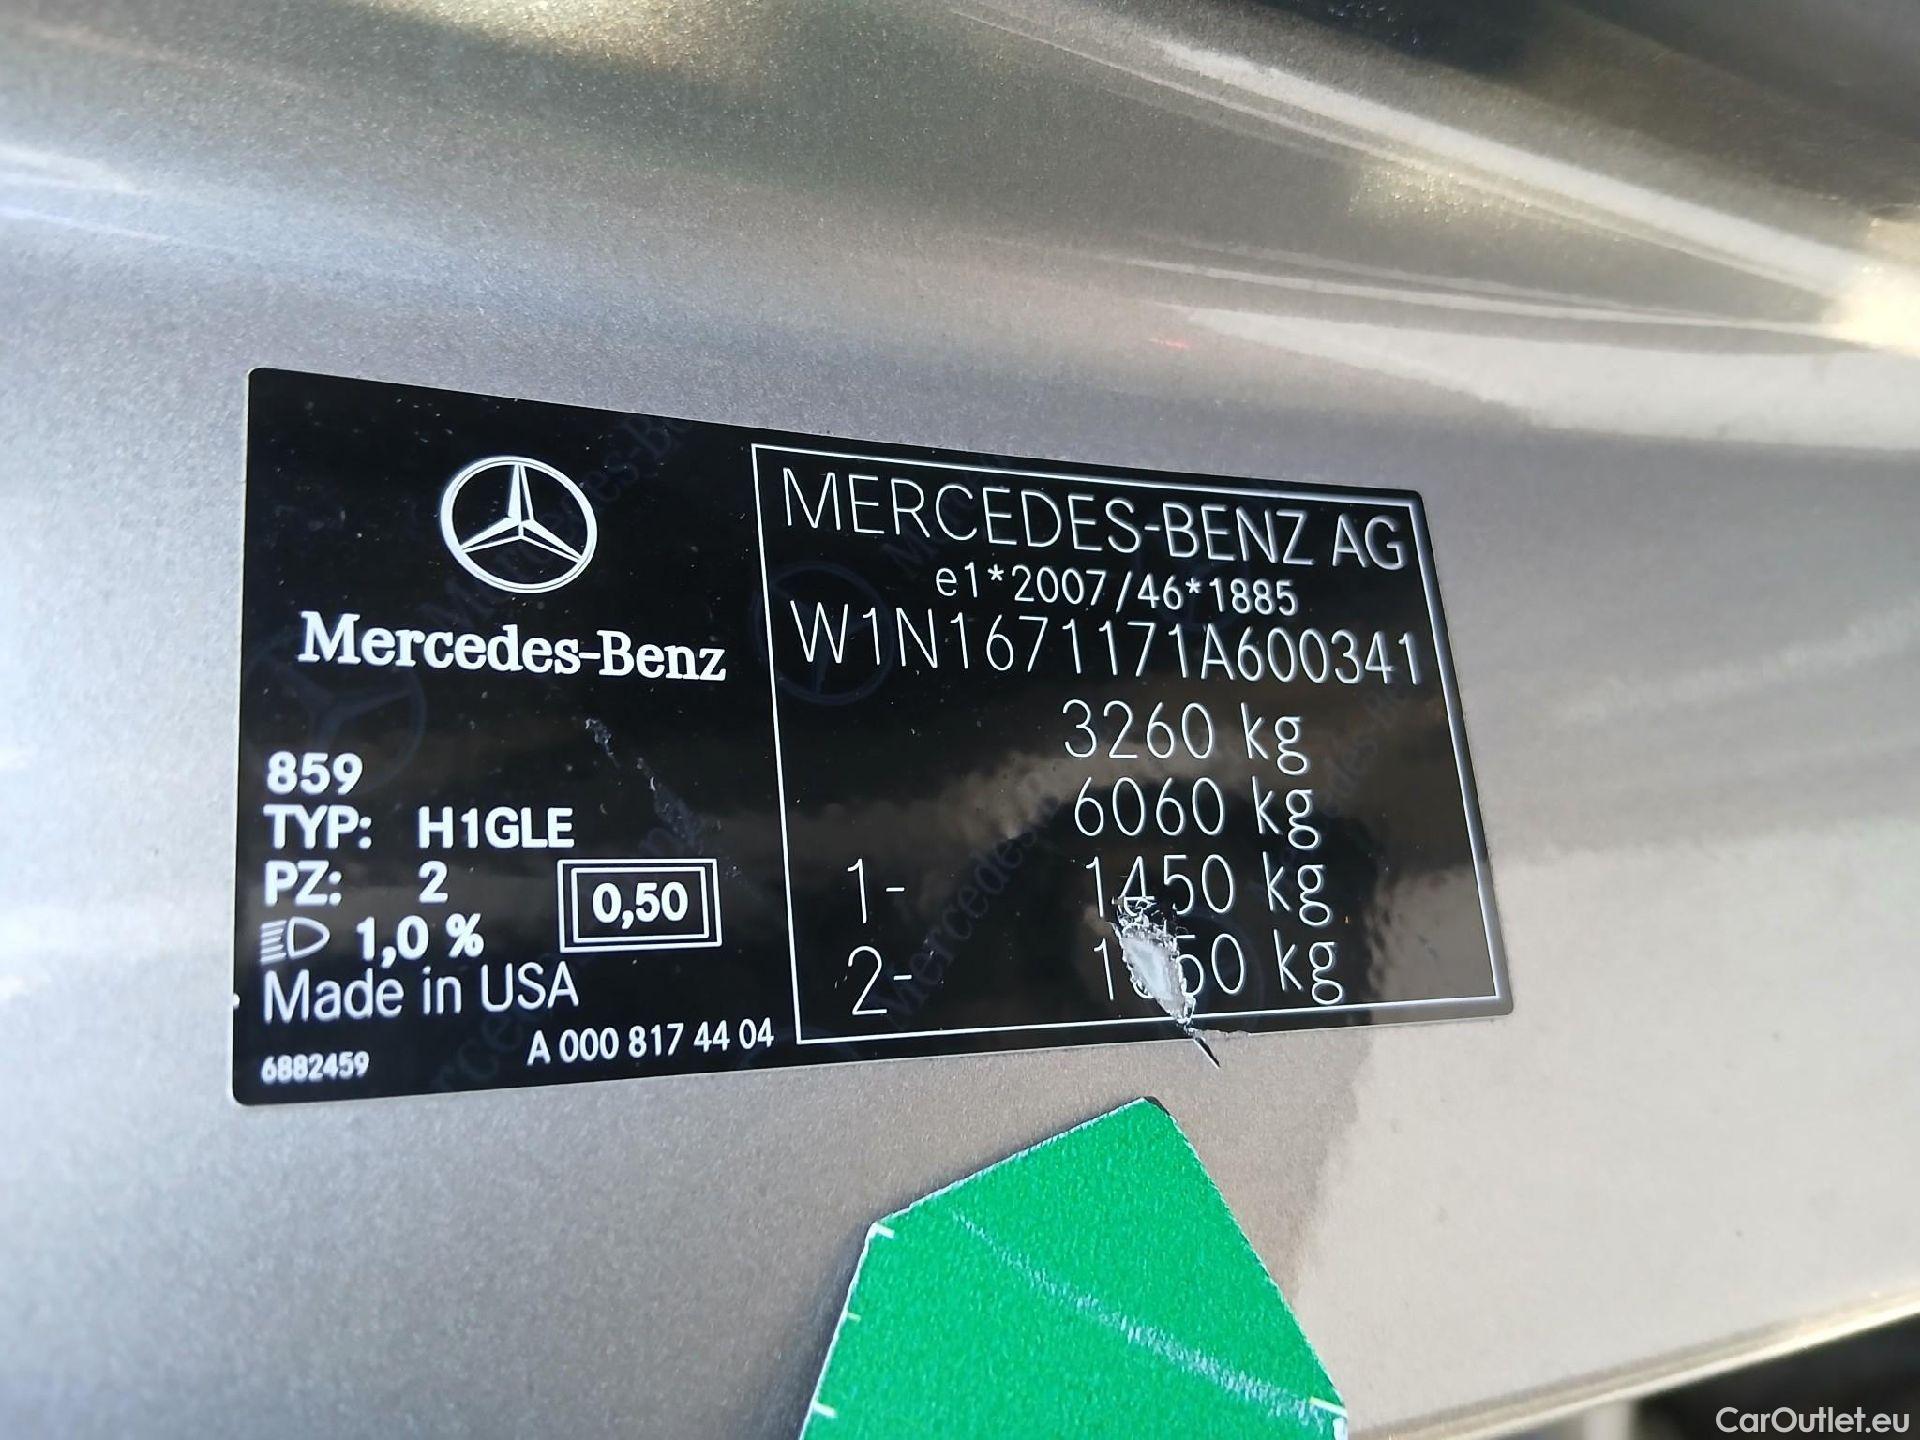 Mercedes-Benz
859
TYP: H1GLE
PZ: 2
1,0 %
0,50
Made in USA
A 000 817 44 04
6882459
MERCEDES-BENZ AG
e1*2007/46*1885
W1N1671171A600341
3260 kg
6060 kg
1- 1450 kg
2- kg
CarOutlet.eu